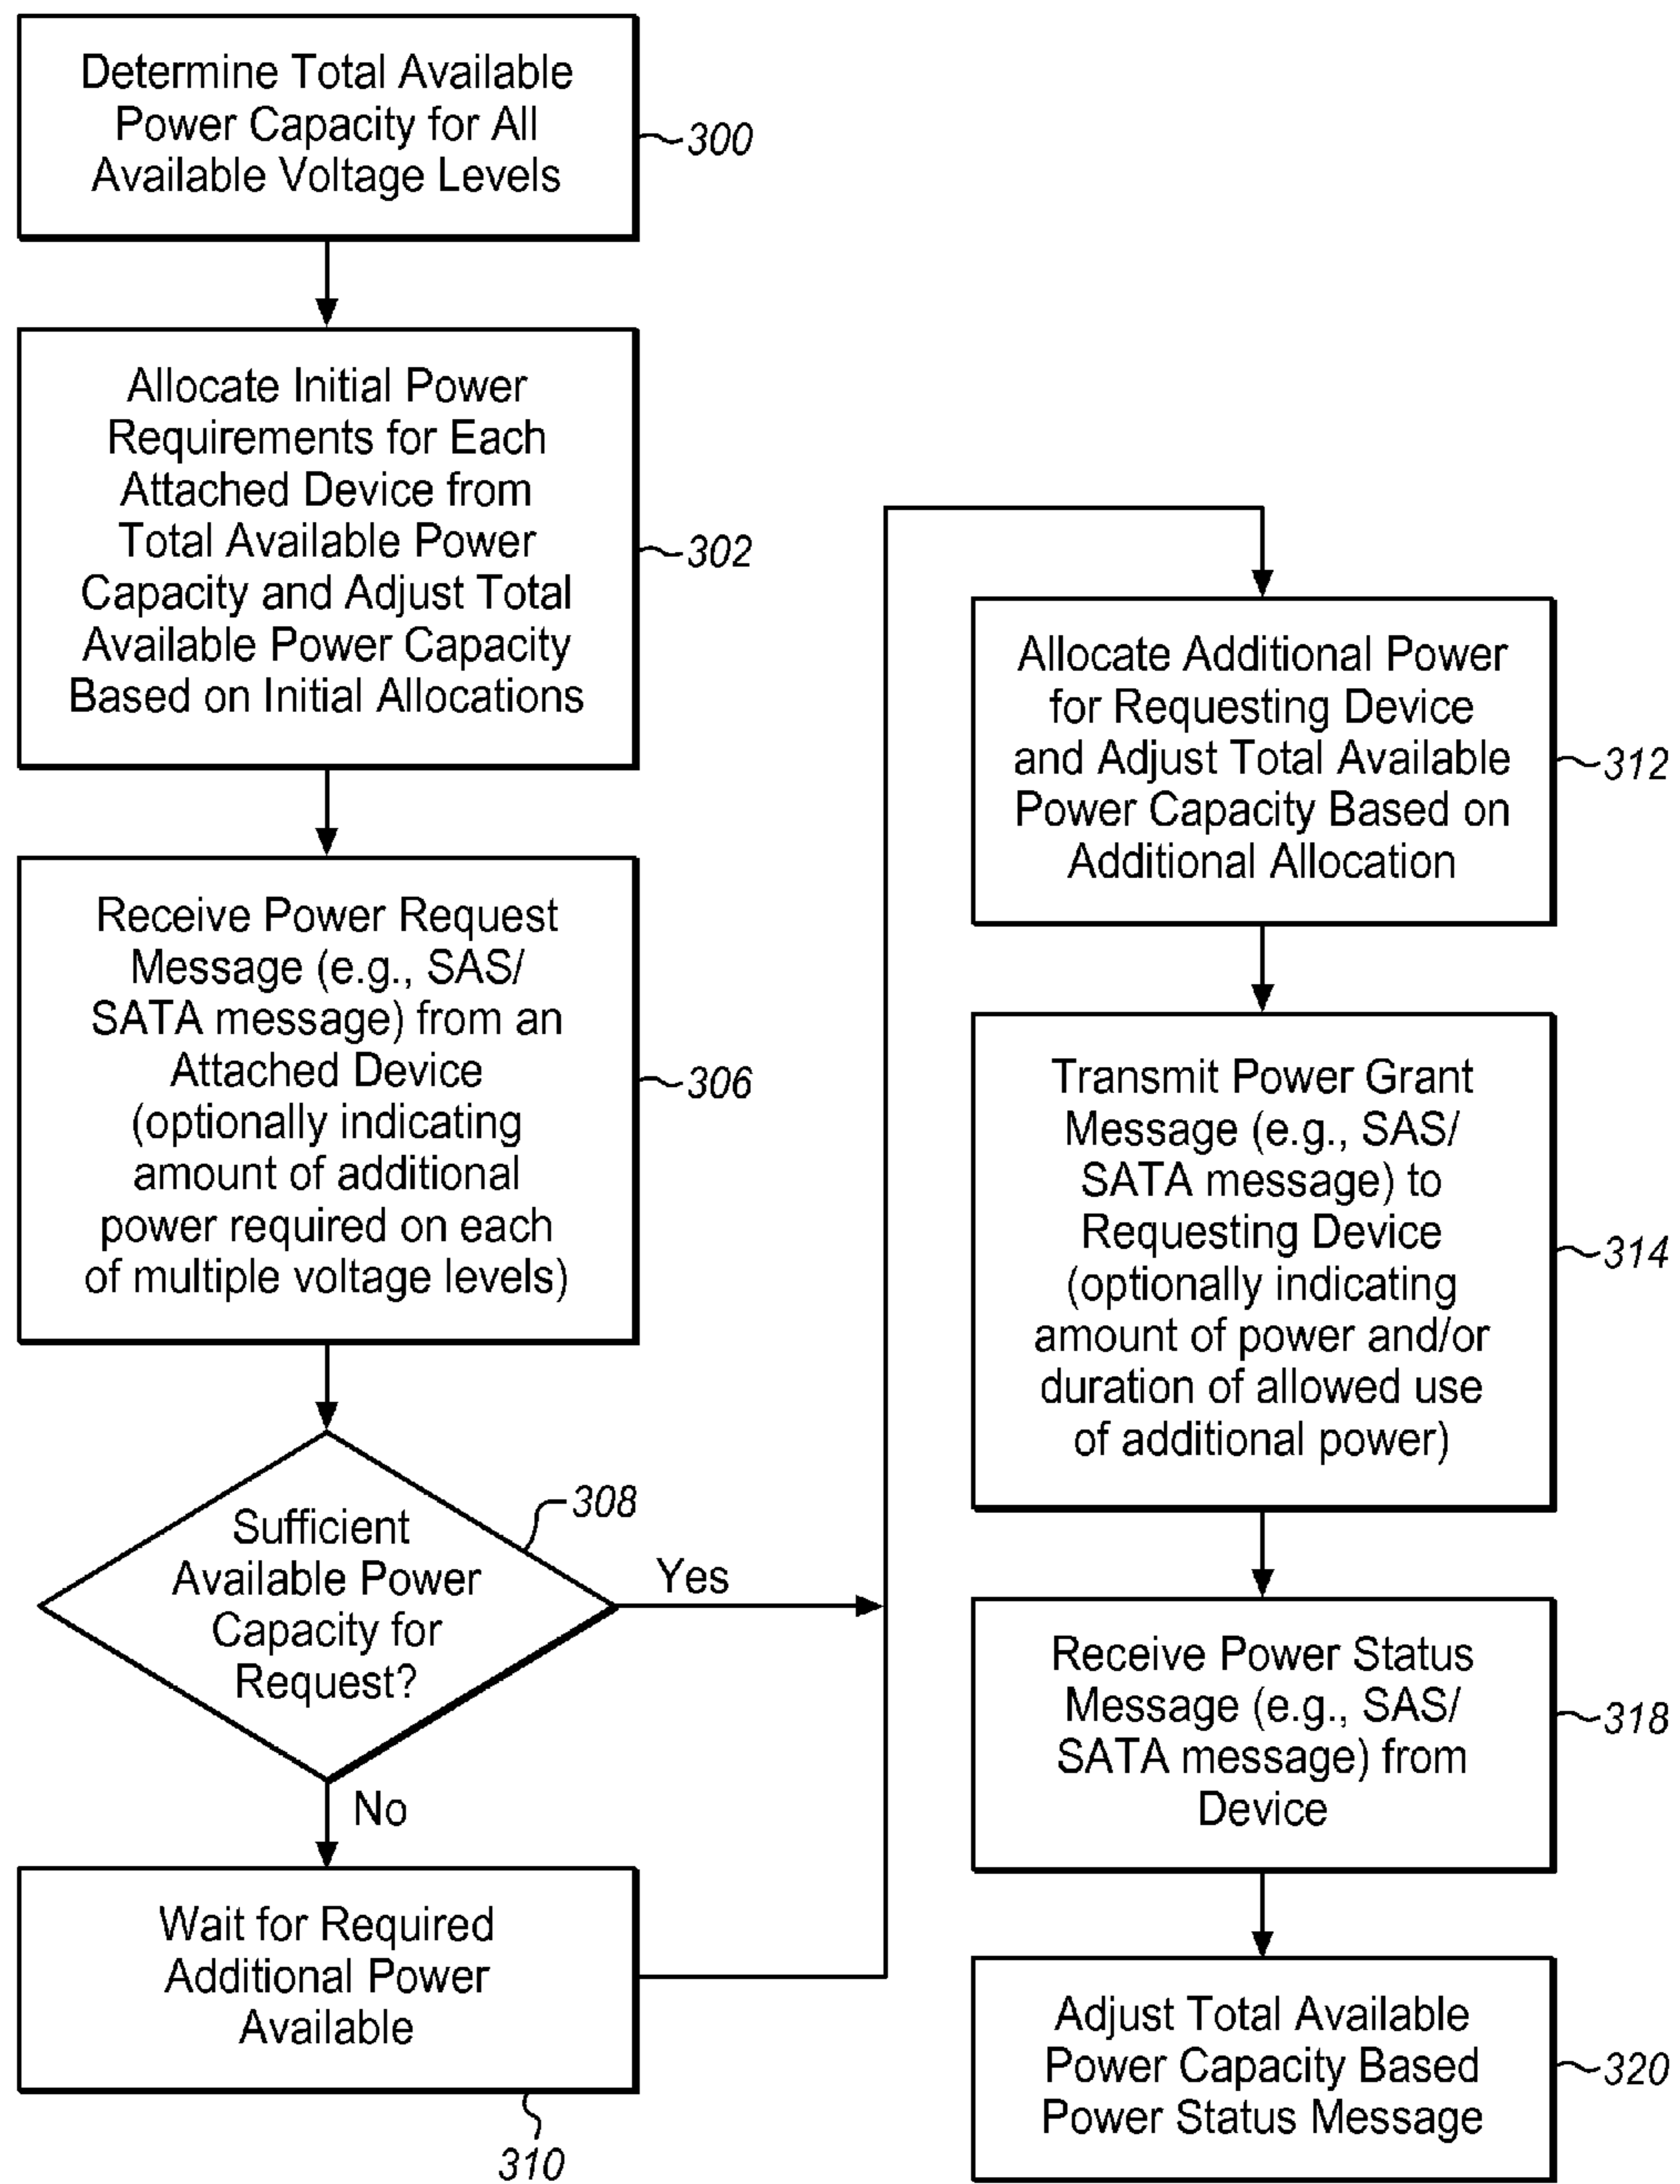 Determine Total Available
Power Capacity for All
Available Voltage Levels
300
Allocate Initial Power
Requirements for Each
Attached Device from
Total Available Power
Capacity and Adjust Total
Available Power Capacity
Based on Initial Allocations
302
Receive Power Request
Message (e.g., SAS/
SATA message) from an
Attached Device
(optionally indicating
amount of additional
power required on each
of multiple voltage levels)
306
Sufficient
Available Power
Capacity for
Request?
308
Yes
No
Wait for Required
Additional Power
Available
310
Allocate Additional Power
for Requesting Device
and Adjust Total Available
Power Capacity Based on
Additional Allocation
312
Transmit Power Grant
Message (e.g., SAS/
SATA message) to
Requesting Device
(optionally indicating
amount of power and/or
duration of allowed use
of additional power)
314
Receive Power Status
Message (e.g., SAS/
SATA message) from
Device
318
Adjust Total Available
Power Capacity Based
Power Status Message
320